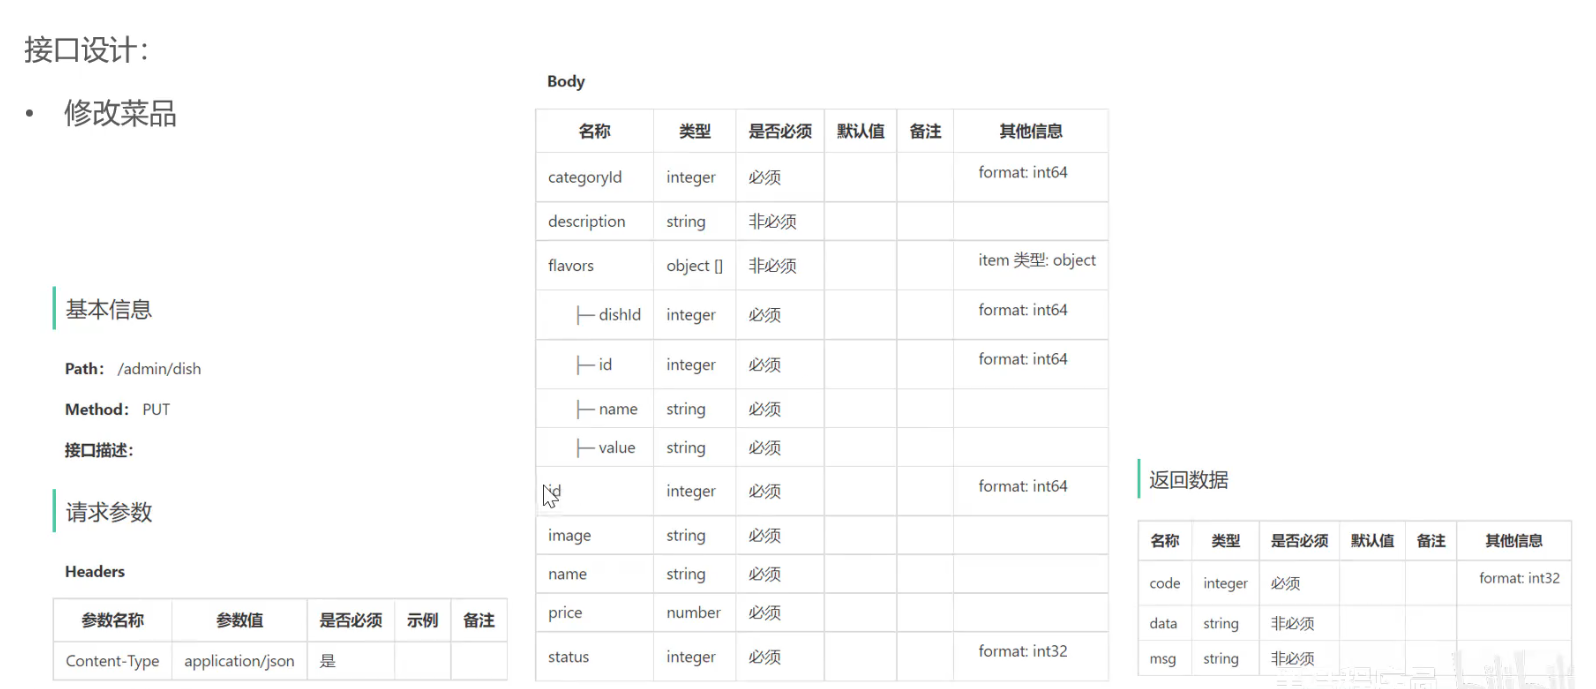 接口设计：
• 修改菜品
基本信息
Path： /admin/dish
Method： PUT
接口描述：
请求参数
Headers
参数名称 参数值 是否必须 示例 备注
Content-Type application/json 是
Body
名称 类型 是否必须 默认值 备注 其他信息
categoryId integer 必须 format: int64
description string 非必须
flavors object [] 非必须 item 类型: object
├─ dishId integer 必须 format: int64
├─ id integer 必须 format: int64
├─ name string 必须
├─ value string 必须
id integer 必须 format: int64
image string 必须
name string 必须
price number 必须
status integer 必须 format: int32
返回数据
名称 类型 是否必须 默认值 备注 其他信息
code integer 必须 format: int32
data string 非必须
msg string 非必须